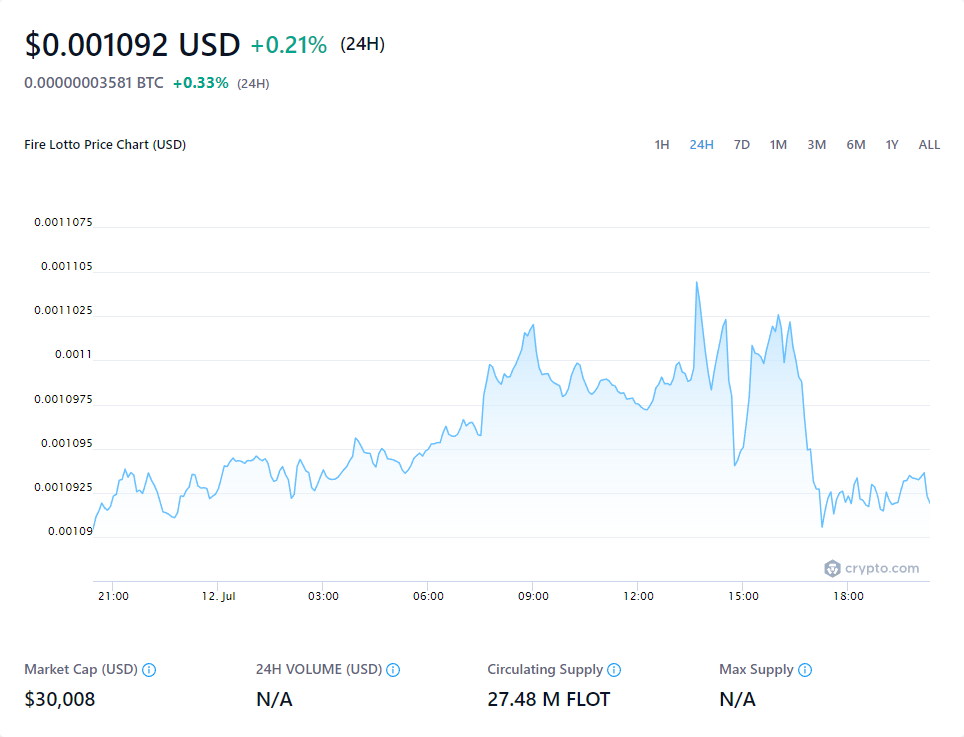 $0.001092 USD +0.21% (24H)
0.00000003581 BTC +0.33% (24H)
Fire Lotto Price Chart (USD) 1H 24H 7D 1M 3M 6M 1Y ALL
0.0011075
0.001105
0.0011025
0.0011
0.0010975
0.001095
0.0010925
0.00109
crypto.com
21:00 12. Jul 03:00 06:00 09:00 12:00 15:00 18:00
Market Cap (USD) 24H VOLUME (USD) Circulating Supply Max Supply
$30,008 N/A 27.48 M FLOT N/A